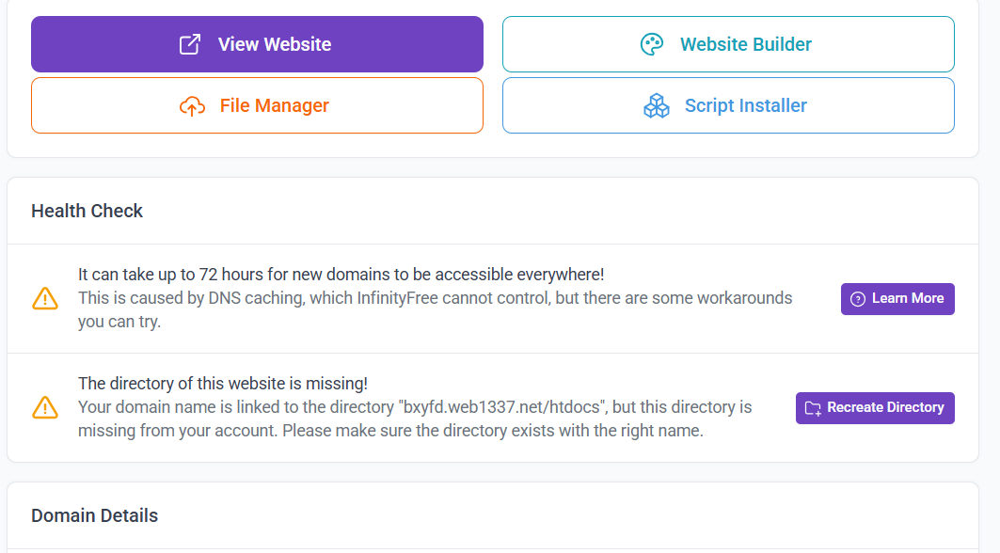 View Website
Website Builder
File Manager
Script Installer
Health Check
It can take up to 72 hours for new domains to be accessible everywhere!
This is caused by DNS caching, which InfinityFree cannot control, but there are some workarounds
you can try.
Learn More
The directory of this website is missing!
Your domain name is linked to the directory "bxyfd.web1337.net/htdocs", but this directory is
missing from your account. Please make sure the directory exists with the right name.
Recreate Directory
Domain Details